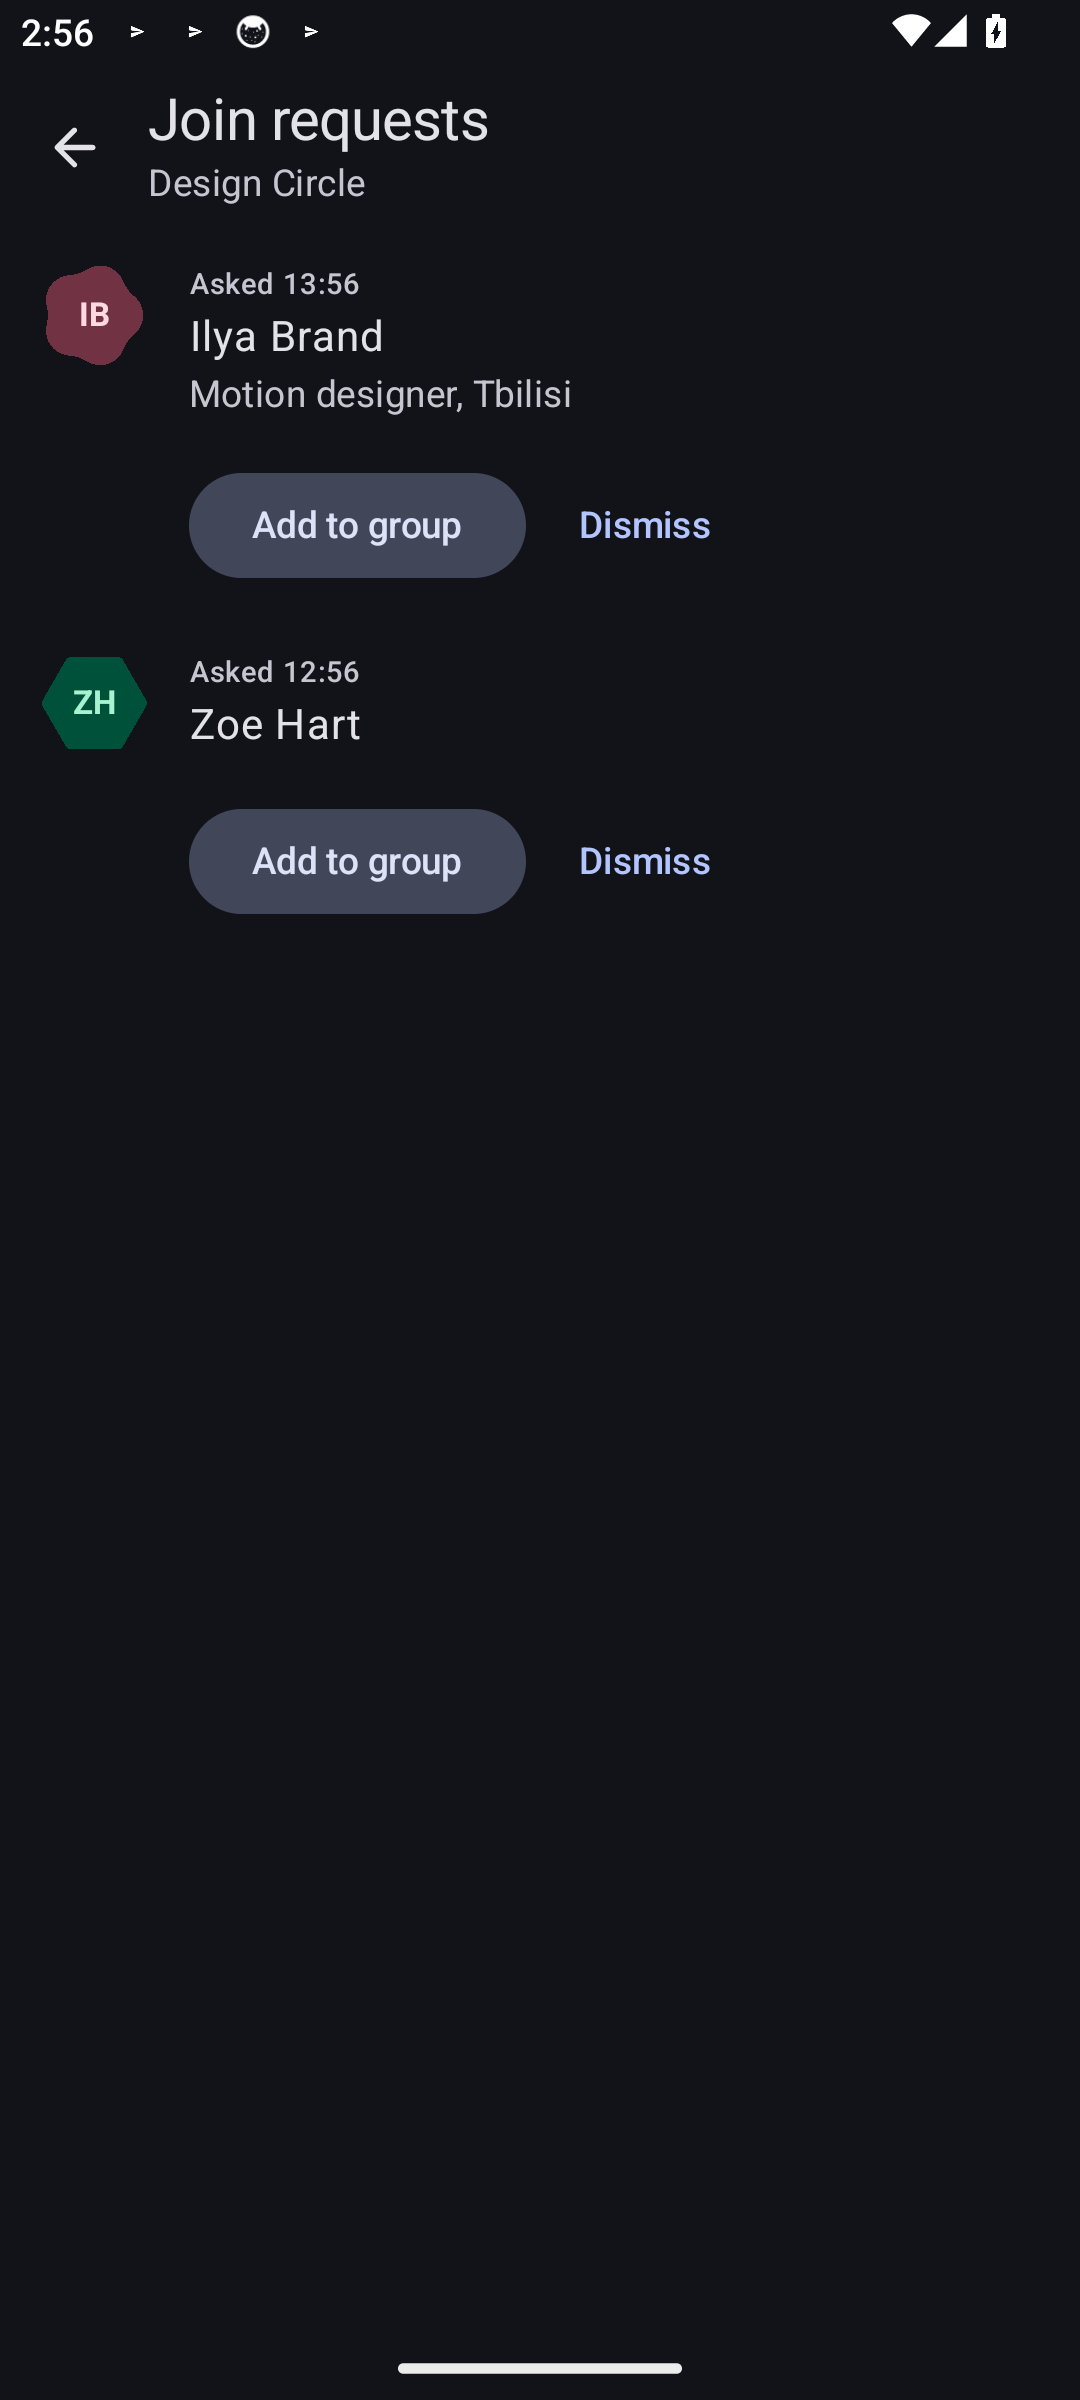 2:56
Join requests
Design Circle
IB
Asked 13:56
Ilya Brand
Motion designer, Tbilisi
Add to group
Dismiss
ZH
Asked 12:56
Zoe Hart
Add to group
Dismiss